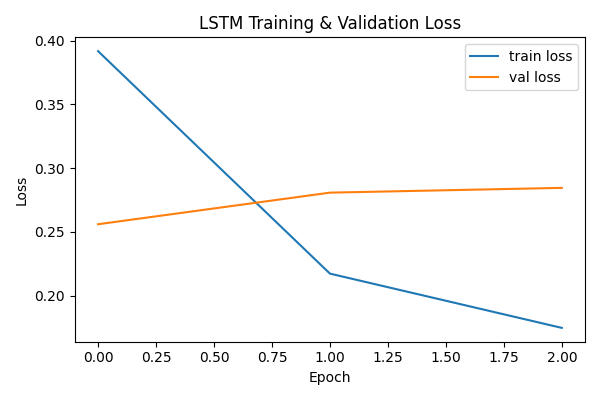 LSTM Training & Validation Loss
train loss
val loss
0.40
0.35
0.30
0.25
0.20
Loss
0.00 0.25 0.50 0.75 1.00 1.25 1.50 1.75 2.00
Epoch